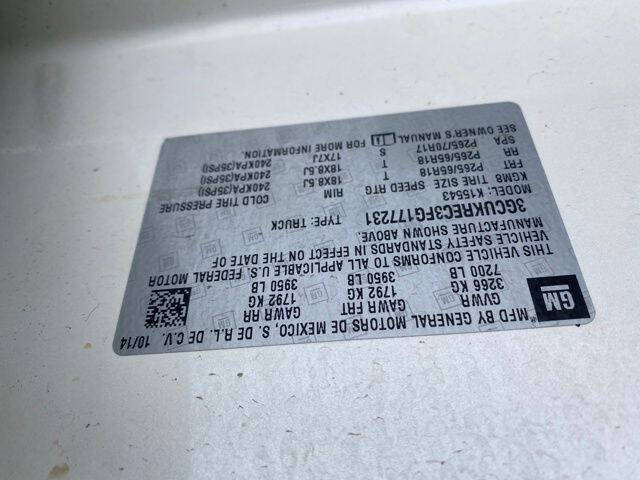 GM
MFD BY GENERAL MOTORS DE MEXICO, S. DE R.L. DE C.V. 10/14
GVWR GAWR FRT GAWR RR
3266 KG 1792 KG 1792 KG
7200 LB 3950 LB 3950 LB
THIS VEHICLE CONFORMS TO ALL APPLICABLE U.S. FEDERAL MOTOR
VEHICLE SAFETY STANDARDS IN EFFECT ON THE DATE OF
MANUFACTURE SHOWN ABOVE.
3GCUKREC3FG177231 TYPE: TRUCK
MODEL: K15543
TIRE SIZE SPEED RTG RIM COLD TIRE PRESSURE
FRT P265/65R18 T 18X8.5J 240KPA(35PSI)
RR P265/65R18 T 18X8.5J 240KPA(35PSI)
SPA P265/70R17 S 17X7J 240KPA(35PSI)
SEE OWNER'S MANUAL FOR MORE INFORMATION.